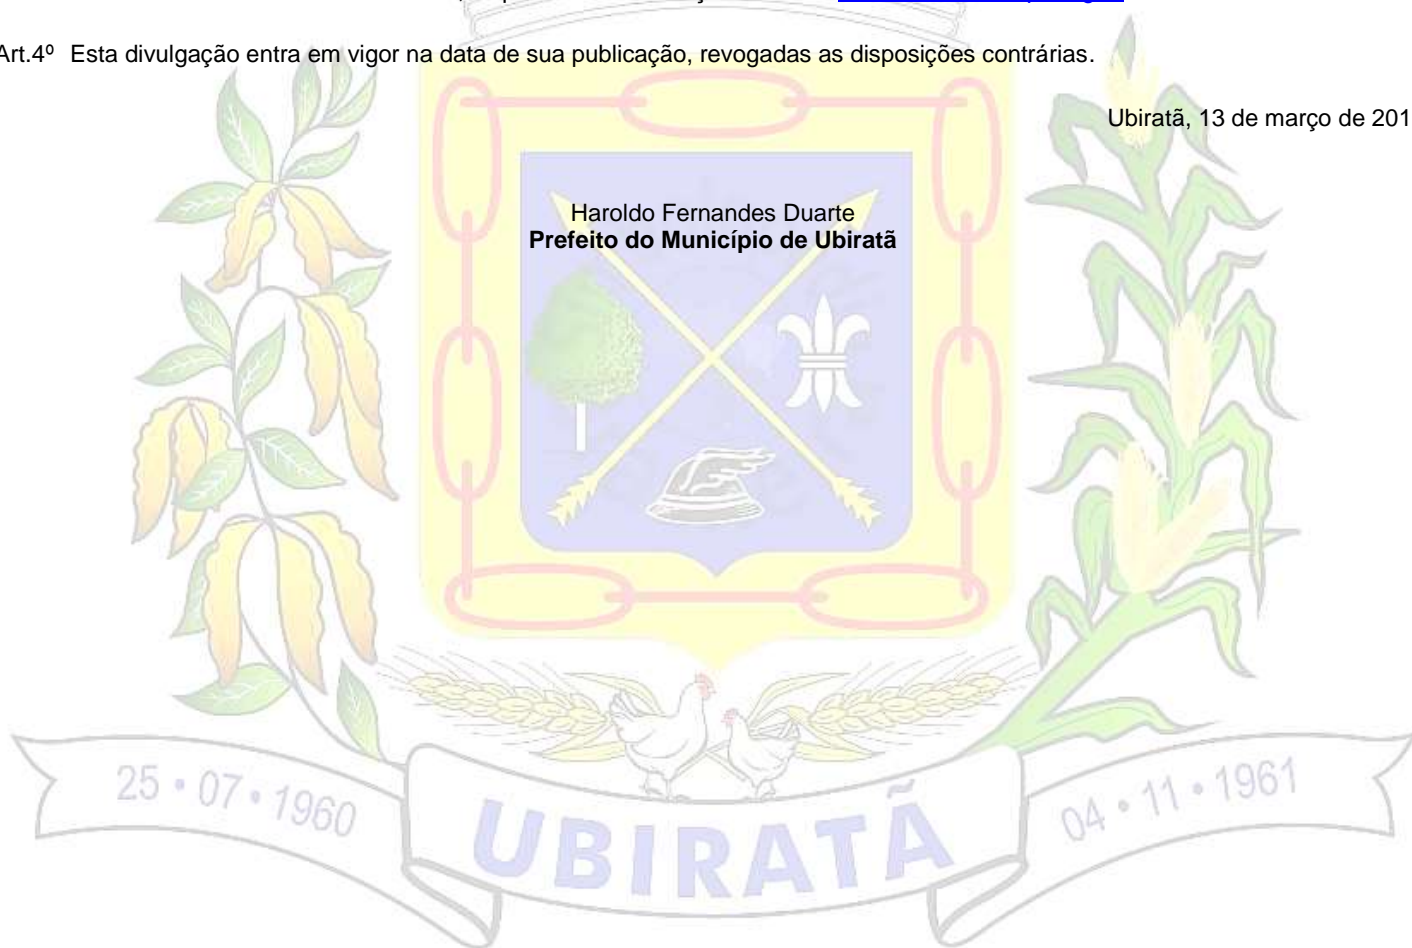 Art.4º Esta divulgação entra em vigor na data de sua publicação, revogadas as disposições contrárias.
Ubiratã, 13 de março de 201
Haroldo Fernandes Duarte
Prefeito do Município de Ubiratã
25 • 07 • 1960
UBIRATÃ
04 • 11 • 1961